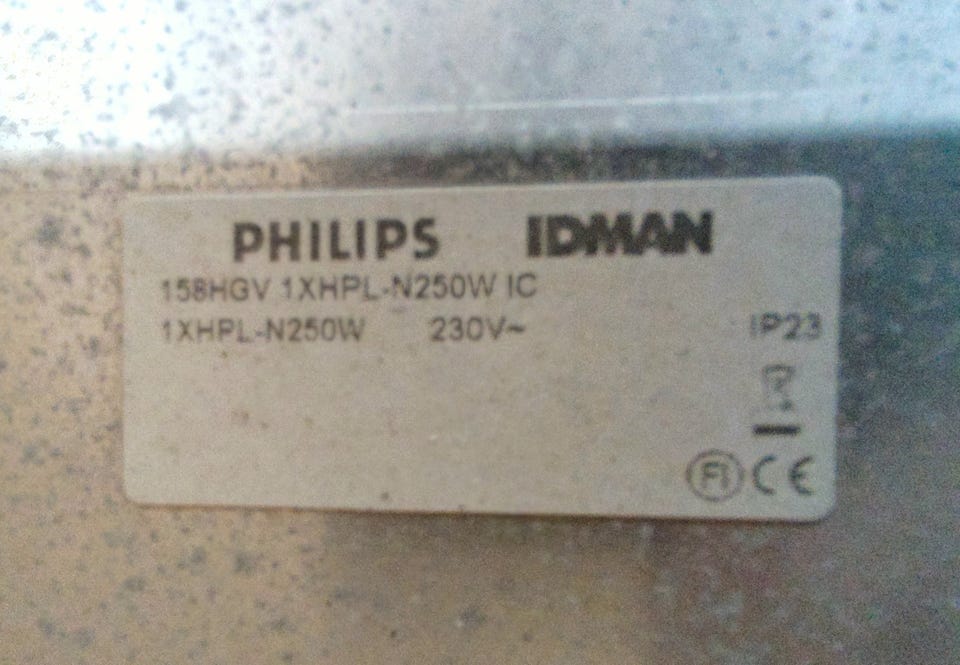 PHILIPS IDMAN
158HGV 1XHPL-N250W IC
1XHPL-N250W 230V~ IP23
FI CE